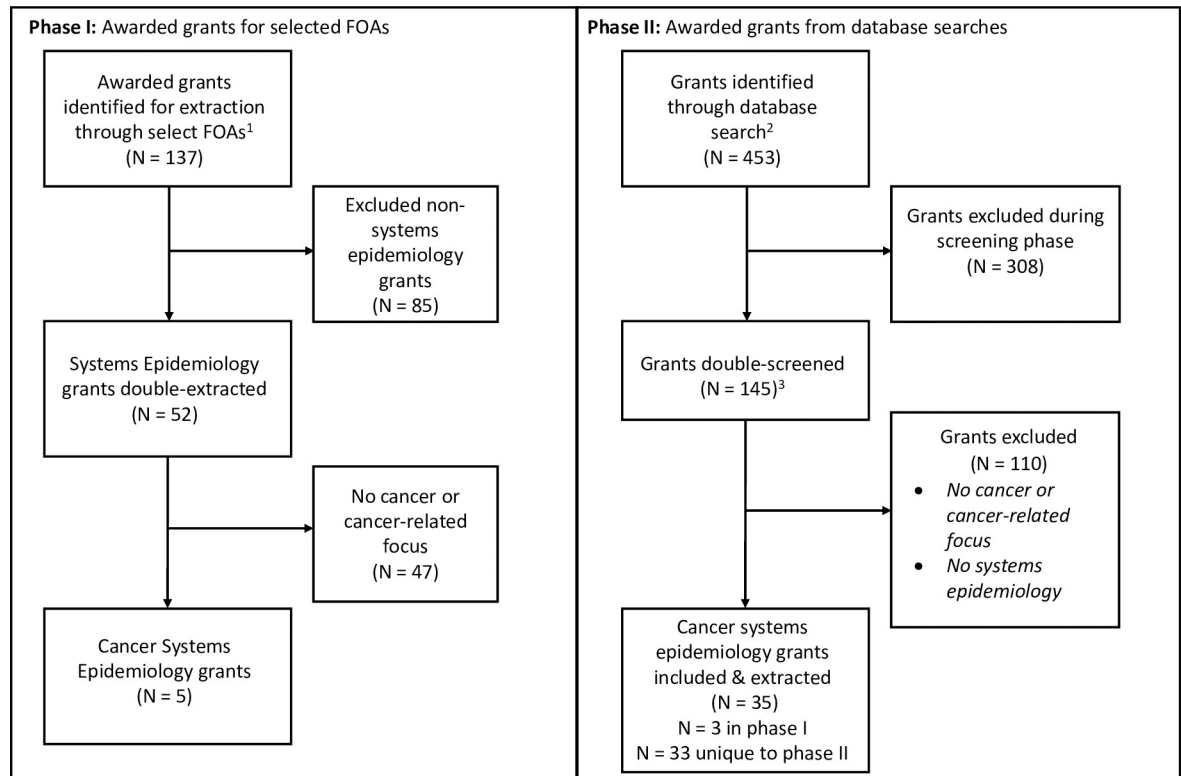 Phase I: Awarded grants for selected FOAs
Awarded grants
identified for extraction
through select FOAs¹
(N = 137)
Excluded non-
systems
epidemiology
grants
(N = 85)
Systems Epidemiology
grants double-extracted
(N = 52)
No cancer or
cancer-related
focus
(N = 47)
Cancer Systems
Epidemiology grants
(N = 5)
Phase II: Awarded grants from database searches
Grants identified
through database
search²
(N = 453)
Grants excluded during
screening phase
(N = 308)
Grants double-screened
(N = 145)³
Grants excluded
(N = 110)
• No cancer or
cancer-related
focus
• No systems
epidemiology
Cancer systems
epidemiology grants
included & extracted
(N = 35)
N = 3 in phase I
N = 33 unique to phase II